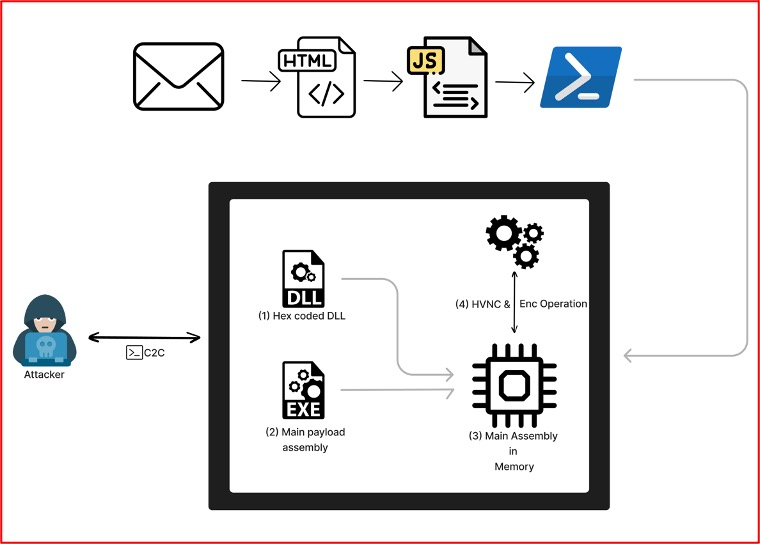 HTML
JS
DLL
(1) Hex coded DLL
(4) HVNC & Enc Operation
Attacker
C2C
EXE
(2) Main payload
assembly
(3) Main Assembly
in
Memory